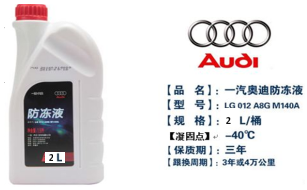 防冻液
2 L
Audi
【品 名】：一汽奥迪防冻液
【型 号】：LG 012 A8G M140A
【规 格】 2 L/桶
【凝固点】 -40℃
【保质期】：三年
【跟换周期】：3年或4万公里